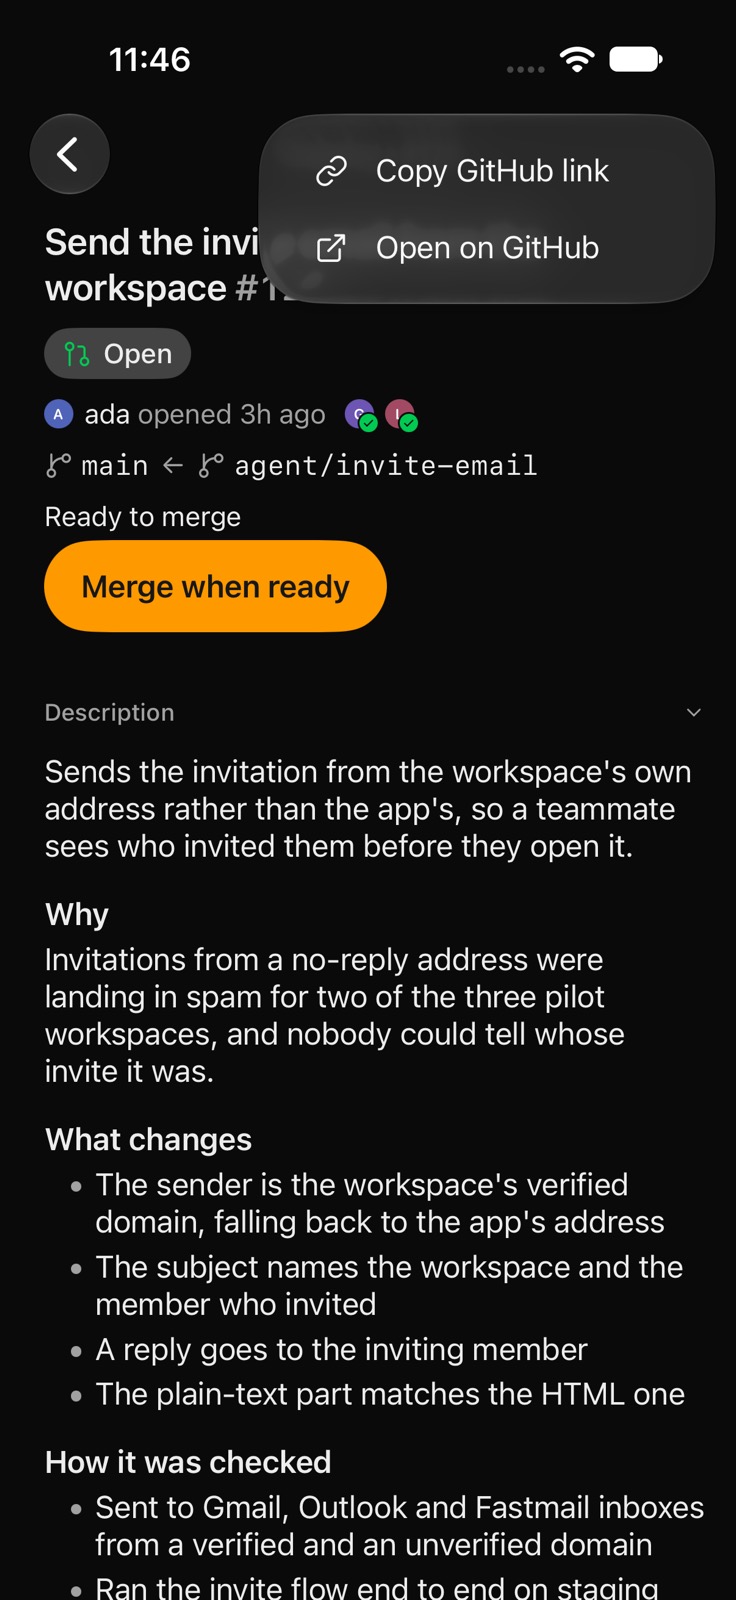 11:46
Copy GitHub link
Open on GitHub
Send the
workspace
Open
A ada opened 3h ago
main ← agent/invite-email
Ready to merge
Merge when ready
Description
Sends the invitation from the workspace's own
address rather than the app's, so a teammate
sees who invited them before they open it.
Why
Invitations from a no-reply address were
landing in spam for two of the three pilot
workspaces, and nobody could tell whose
invite it was.
What changes
The sender is the workspace's verified
domain, falling back to the app's address
The subject names the workspace and the
member who invited
A reply goes to the inviting member
The plain-text part matches the HTML one
How it was checked
Sent to Gmail, Outlook and Fastmail inboxes
from a verified and an unverified domain
Ran the invite flow end to end on staging